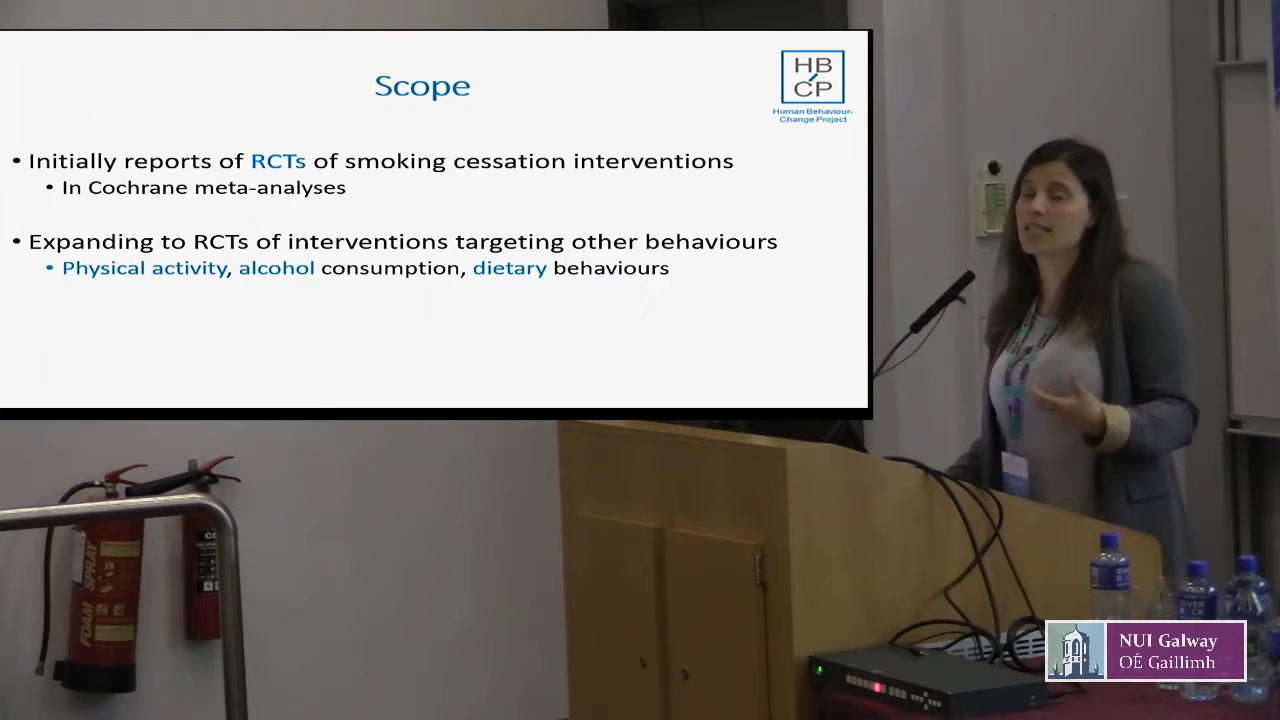 Scope
HB
CP
Human Behaviour-
Change Project
• Initially reports of RCTs of smoking cessation interventions
• In Cochrane meta-analyses
• Expanding to RCTs of interventions targeting other behaviours
• Physical activity, alcohol consumption, dietary behaviours
FOAM SPRAY
RIVER
RIVER
NUI Galway
OÉ Gaillimh